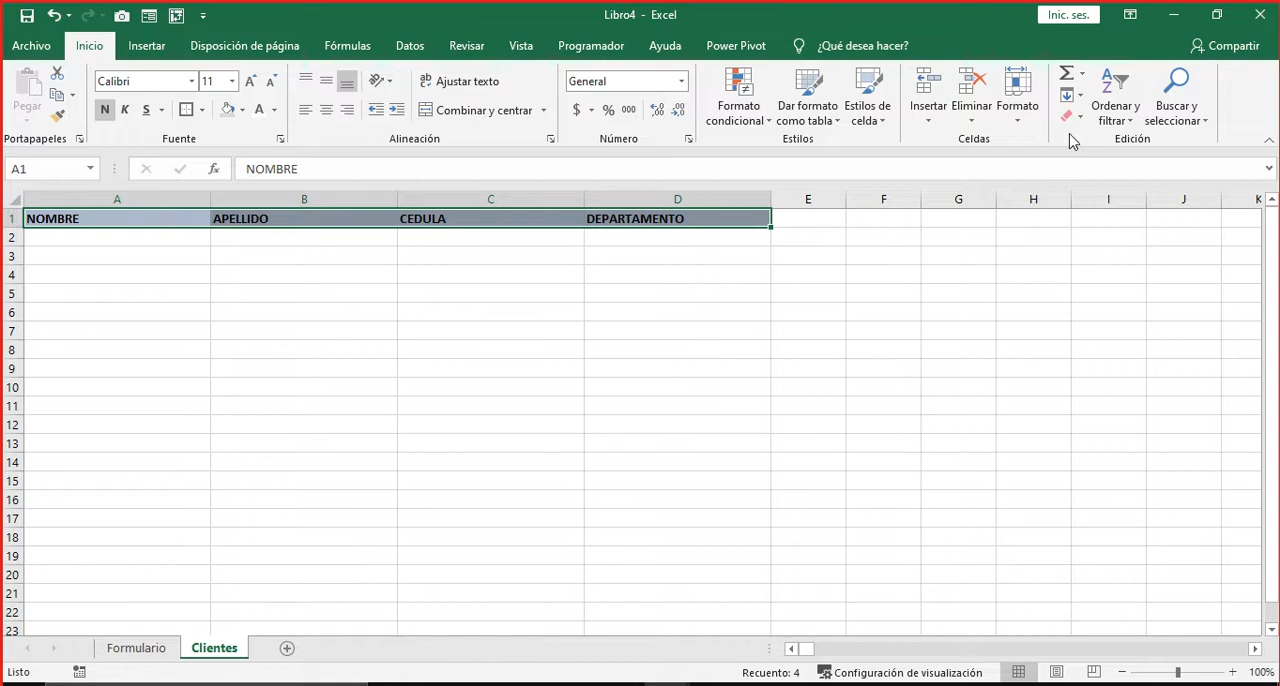 Libro4 - Excel
Inic. ses.
Archivo Inicio Insertar Disposición de página Fórmulas Datos Revisar Vista Programador Ayuda Power Pivot ¿Qué desea hacer? Compartir
Pegar
Calibri 11
N K S
A
ab Ajustar texto
Combinar y centrar
General
$ % 000
Formato condicional
Dar formato como tabla
Estilos de celda
Insertar Eliminar Formato
Ordenar y filtrar
Buscar y seleccionar
Portapapeles Fuente Alineación Número Estilos Celdas Edición
A1 fx NOMBRE
A B C D E F G H I J K
1 NOMBRE APELLIDO CEDULA DEPARTAMENTO
2
3
4
5
6
7
8
9
10
11
12
13
14
15
16
17
18
19
20
21
22
23
Formulario Clientes
Listo Recuento: 4 Configuración de visualización 100%